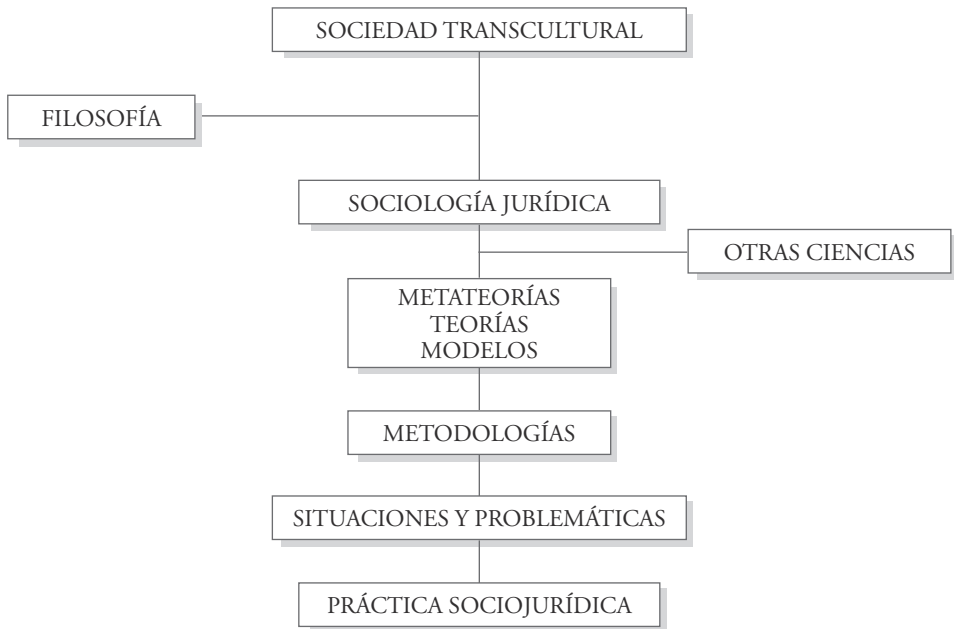 SOCIEDAD TRANSCULTURAL
FILOSOFÍA
SOCIOLOGÍA JURÍDICA
OTRAS CIENCIAS
METATEORÍAS
TEORÍAS
MODELOS
METODOLOGÍAS
SITUACIONES Y PROBLEMÁTICAS
PRÁCTICA SOCIOJURÍDICA